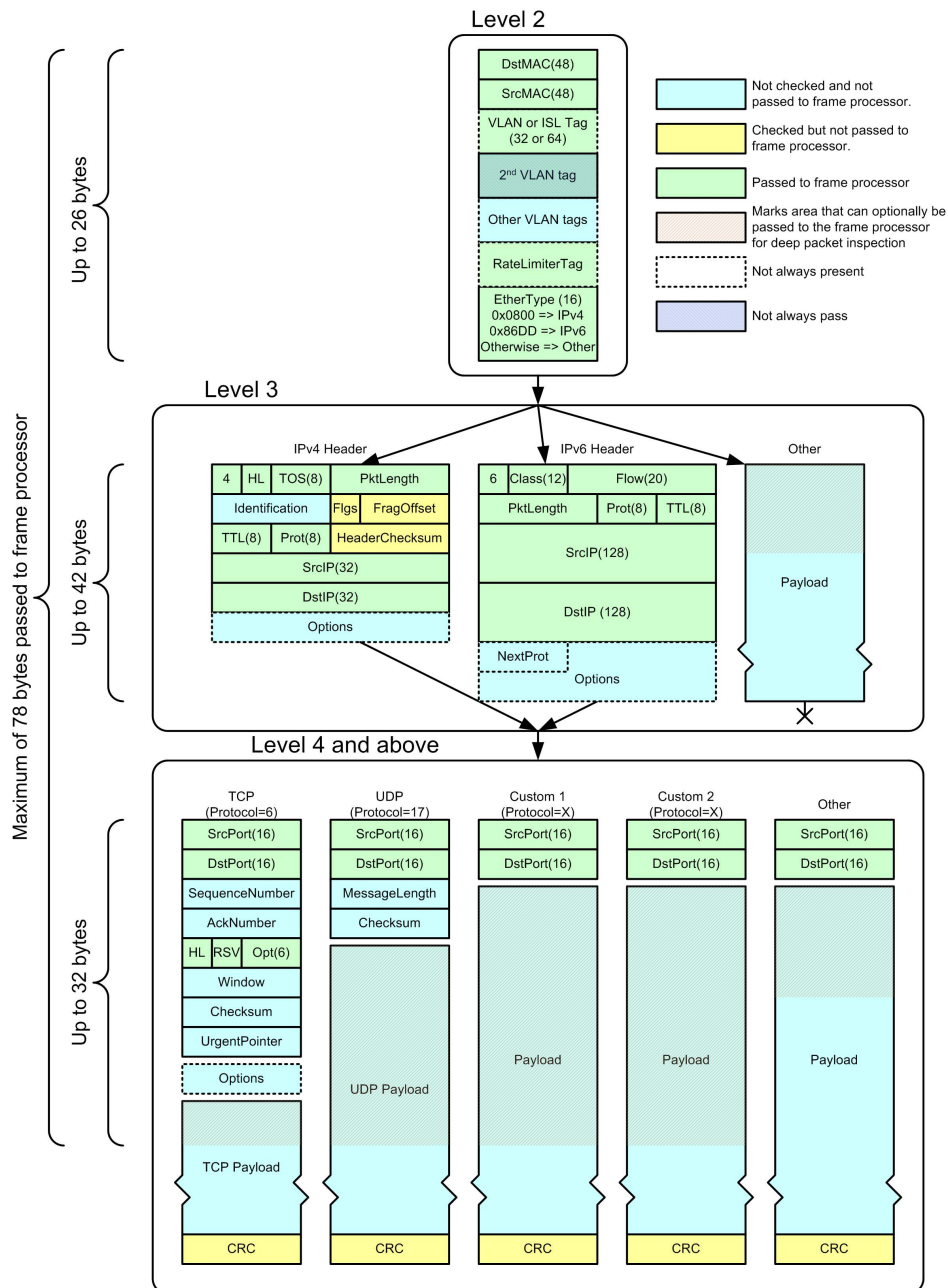 Level 2
DstMAC(48)
SrcMAC(48)
VLAN or ISL Tag
(32 or 64)
2nd VLAN tag
Other VLAN tags
RateLimiterTag
EtherType (16)
0x0800 => IPv4
0x86DD => IPv6
Otherwise => Other
Not checked and not
passed to frame processor.
Checked but not passed to
frame processor.
Passed to frame processor
Marks area that can optionally be
passed to the frame processor
for deep packet inspection
Not always present
Not always pass
Maximum of 78 bytes passed to frame processor
Up to 26 bytes
Level 3
Up to 42 bytes
IPv4 Header
4 HL TOS(8) PktLength
Identification Flgs FragOffset
TTL(8) Prot(8) HeaderChecksum
SrcIP(32)
DstIP(32)
Options
IPv6 Header
6 Class(12) Flow(20)
PktLength Prot(8) TTL(8)
SrcIP(128)
DstIP (128)
NextProt
Options
Other
Payload
Level 4 and above
Up to 32 bytes
TCP
(Protocol=6)
SrcPort(16)
DstPort(16)
SequenceNumber
AckNumber
HL RSV Opt(6)
Window
Checksum
UrgentPointer
Options
TCP Payload
CRC
UDP
(Protocol=17)
SrcPort(16)
DstPort(16)
MessageLength
Checksum
UDP Payload
CRC
Custom 1
(Protocol=X)
SrcPort(16)
DstPort(16)
Payload
CRC
Custom 2
(Protocol=X)
SrcPort(16)
DstPort(16)
Payload
CRC
Other
SrcPort(16)
DstPort(16)
Payload
CRC